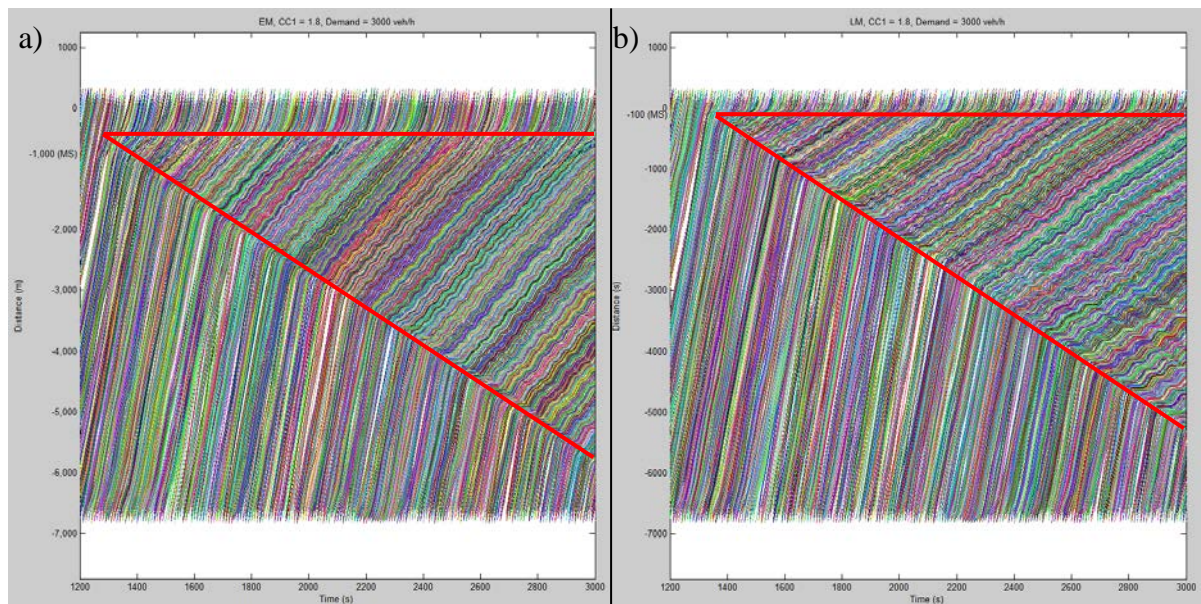 a)
EM, CC1 = 1.8, Demand = 3000 veh/h
1000
0
-1,000 (MS)
-2,000
-3,000
-4,000
-5,000
-6,000
-7,000
Distance (m)
1200 1400 1600 1800 2000 2200 2400 2600 2800 3000
Time (s)
b)
LM, CC1 = 1.8, Demand = 3000 veh/h
1000
0
-100 (MS)
-1000
-2000
-3000
-4000
-5000
-6000
-7000
Distance (s)
1200 1400 1600 1800 2000 2200 2400 2600 2800 3000
Time (s)